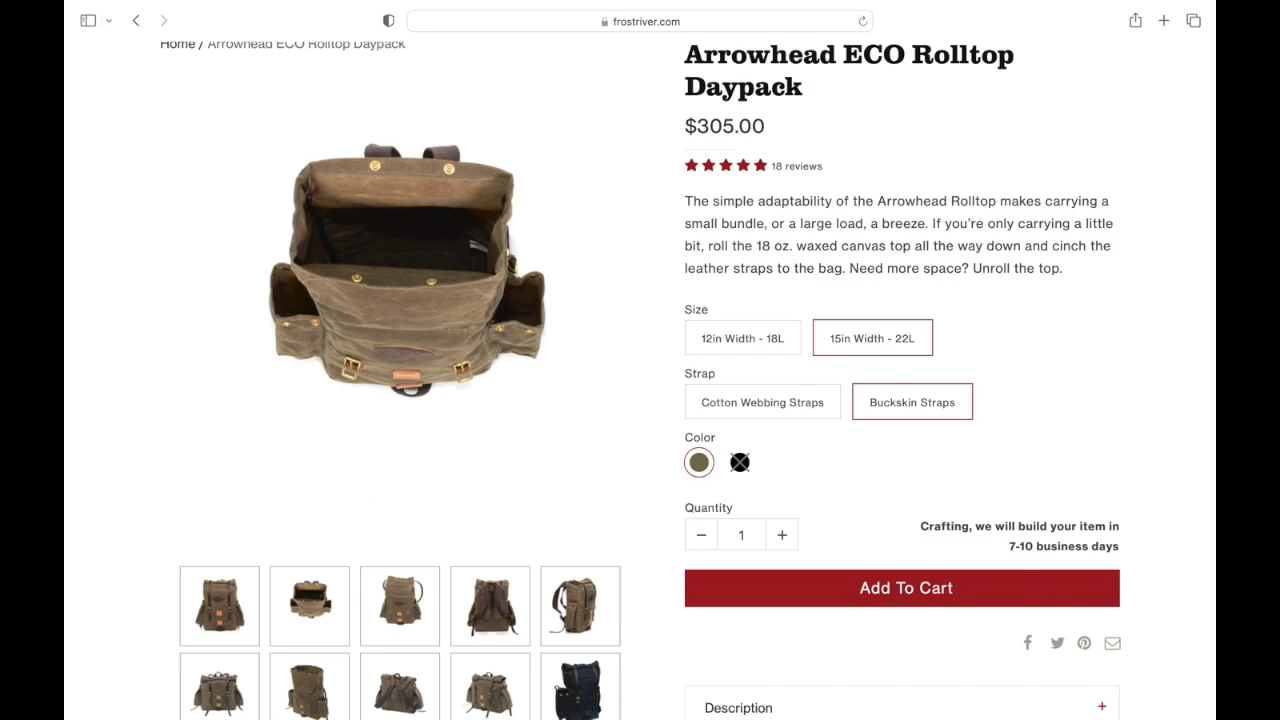 frostriver.com
Home / Arrowhead ECO Rolltop Daypack
Arrowhead ECO Rolltop
Daypack
$305.00
18 reviews
The simple adaptability of the Arrowhead Rolltop makes carrying a
small bundle, or a large load, a breeze. If you're only carrying a little
bit, roll the 18 oz. waxed canvas top all the way down and cinch the
leather straps to the bag. Need more space? Unroll the top.
Size
12in Width - 18L
15in Width - 22L
Strap
Cotton Webbing Straps
Buckskin Straps
Color
Quantity
− 1 +
Crafting, we will build your item in
7-10 business days
Add To Cart
Description +